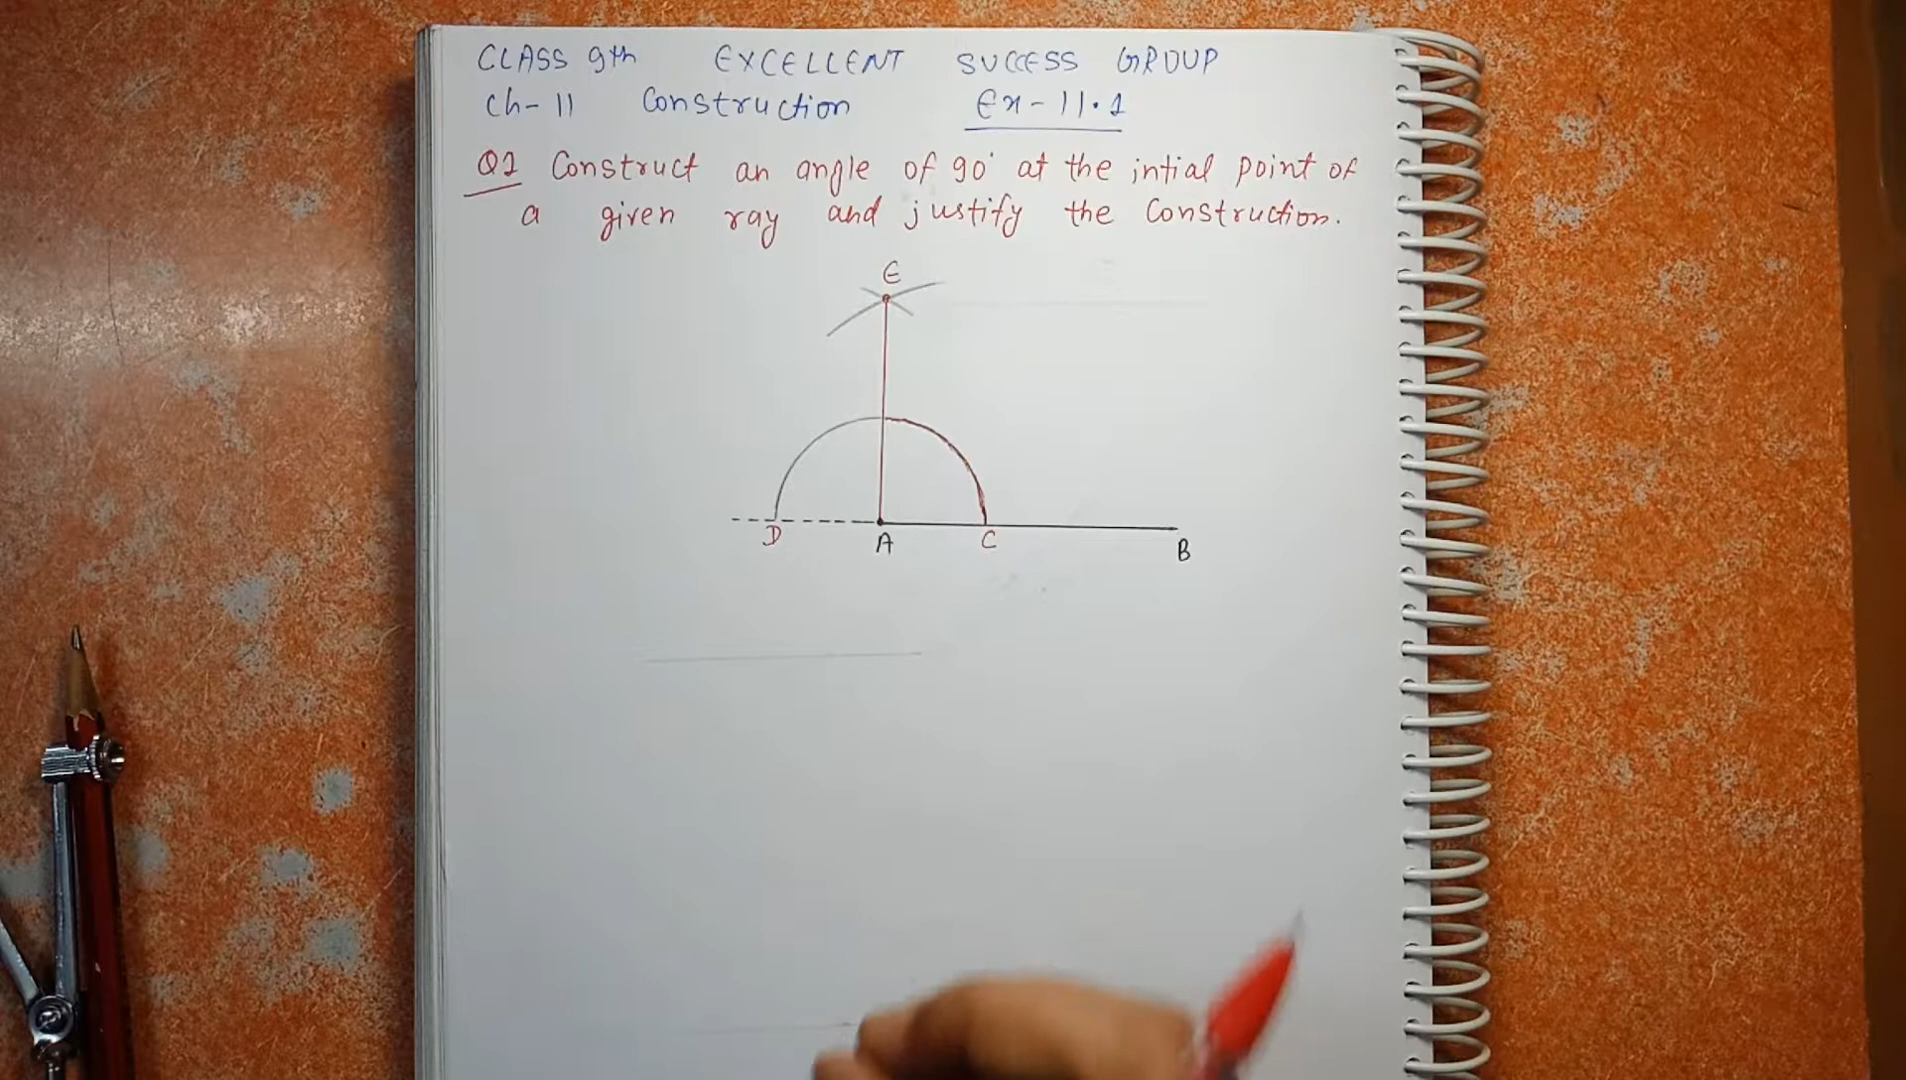 CLASS 9th EXCELLENT SUCCESS GROUP
Ch-11 Construction Ex-11.1
Q1 Construct an angle of 90° at the intial point of
a given ray and justify the construction.
E
D A C B